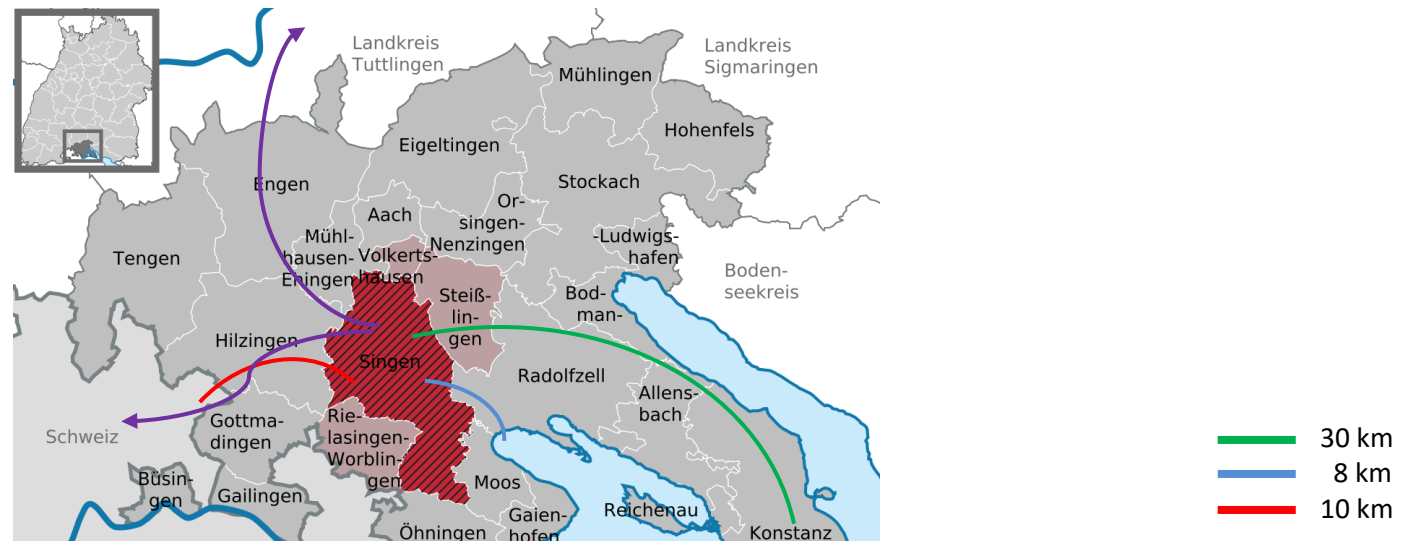 Landkreis
Tuttlingen
Landkreis
Sigmaringen
Mühlingen
Hohenfels
Eigeltingen
Stockach
Engen
Aach
Or-
singen-
Nenzingen
Mühl-
hausen-
Ehingen
Volkerts-
hausen
-Ludwigs-
hafen
Tengen
Boden-
seekreis
Steiß-
lin-
gen
Bod-
man-
Hilzingen
Singen
Radolfzell
Allens-
bach
Schweiz
Gottma-
dingen
Rie-
lasingen-
Worblin-
gen
Büsin-
gen
Gailingen
Moos
Reichenau
Gaien-
hofen
Öhningen
Konstanz
30 km
8 km
10 km